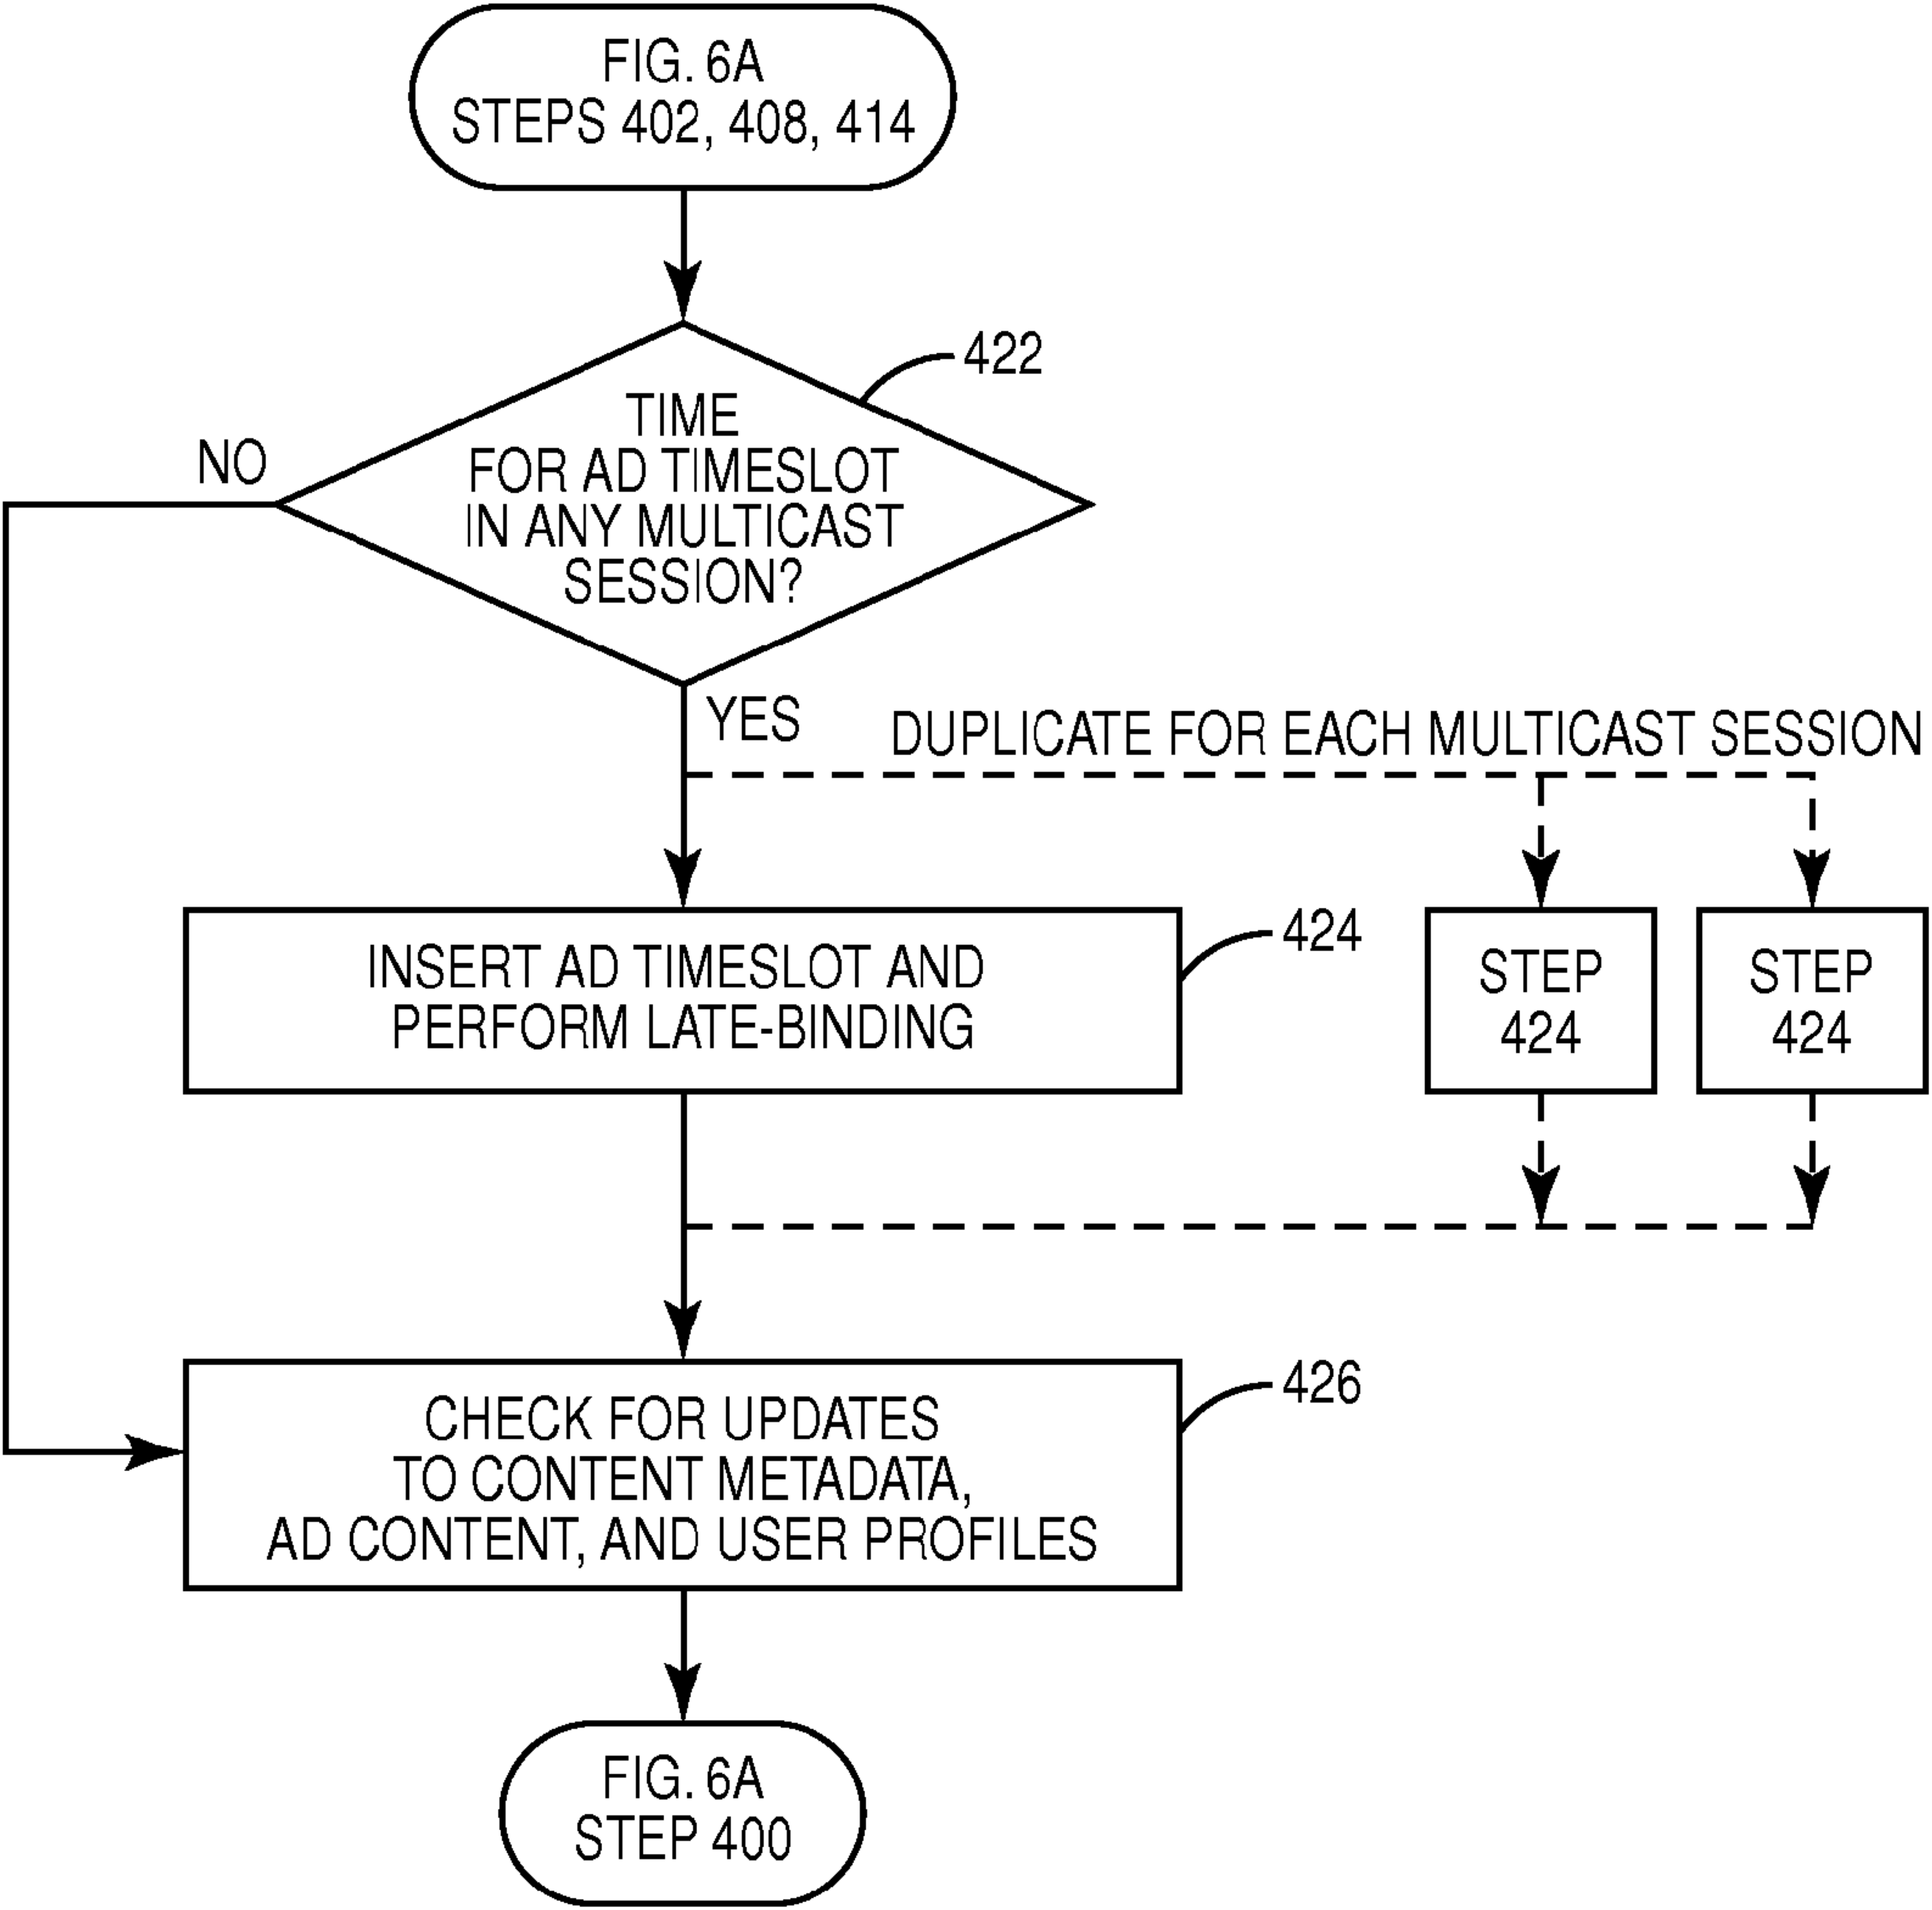 FIG. 6A
STEPS 402, 408, 414
422
TIME
FOR AD TIMESLOT
IN ANY MULTICAST
SESSION?
NO
YES
DUPLICATE FOR EACH MULTICAST SESSION
INSERT AD TIMESLOT AND
PERFORM LATE-BINDING
424
STEP
424
STEP
424
CHECK FOR UPDATES
TO CONTENT METADATA,
AD CONTENT, AND USER PROFILES
426
FIG. 6A
STEP 400